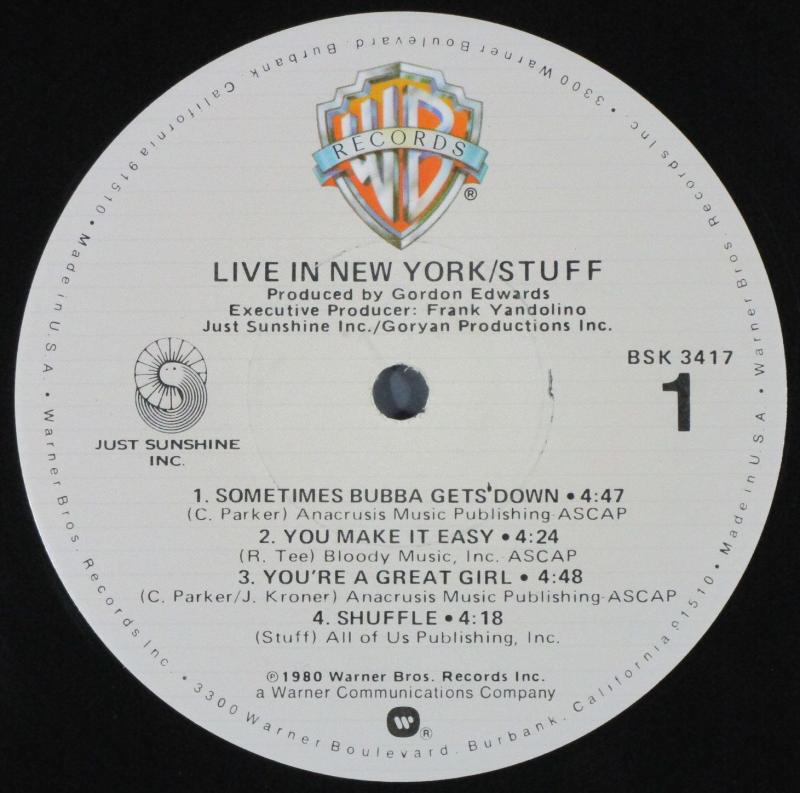 WB
RECORDS
®
LIVE IN NEW YORK/STUFF
Produced by Gordon Edwards
Executive Producer: Frank Yandolino
Just Sunshine Inc./Goryan Productions Inc.
BSK 3417
1
JUST SUNSHINE
INC.
1. SOMETIMES BUBBA GETS DOWN • 4:47
(C. Parker) Anacrusis Music Publishing-ASCAP
2. YOU MAKE IT EASY • 4:24
(R. Tee) Bloody Music, Inc.-ASCAP
3. YOU'RE A GREAT GIRL • 4:48
(C. Parker/J. Kroner) Anacrusis Music Publishing-ASCAP
4. SHUFFLE • 4:18
(Stuff) All of Us Publishing, Inc.
℗1980 Warner Bros. Records Inc.
a Warner Communications Company
W®
Warner Bros. Records Inc. • 3300 Warner Boulevard. Burbank. California 91510 • Made in U.S.A. • Warner Bros. Records Inc. • 3300 Warner Boulevard. Burbank. California 91510 • Made in U.S.A. •